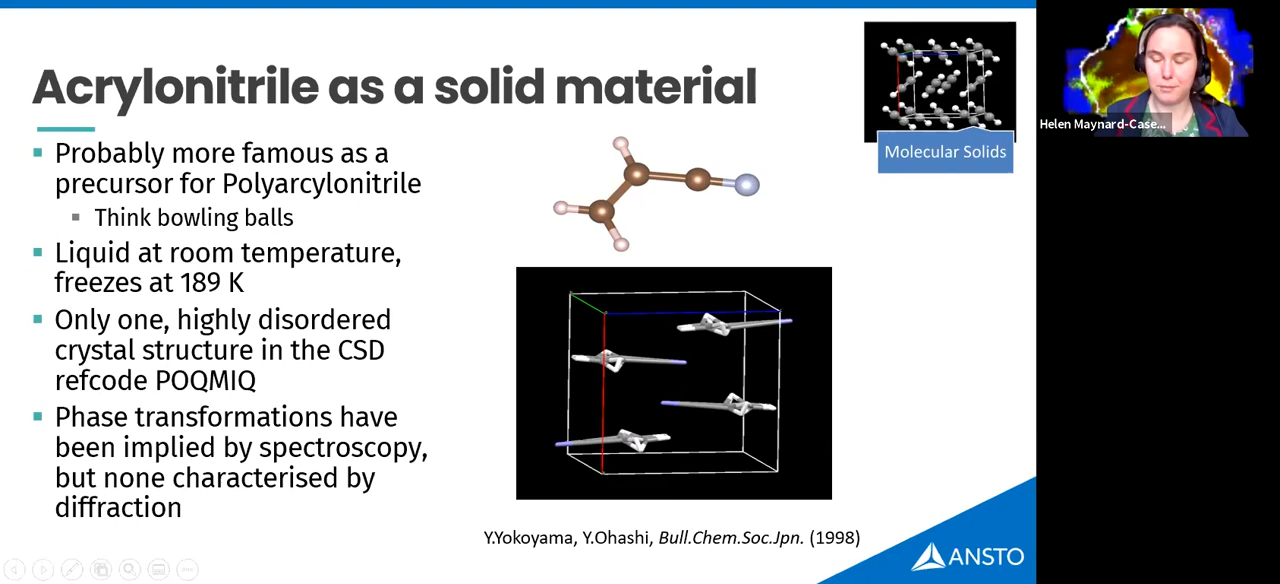 Acrylonitrile as a solid material
Probably more famous as a
precursor for Polyarcylonitrile
Think bowling balls
Liquid at room temperature,
freezes at 189 K
Only one, highly disordered
crystal structure in the CSD
refcode POQMIQ
Phase transformations have
been implied by spectroscopy,
but none characterised by
diffraction
Molecular Solids
Y.Yokoyama, Y.Ohashi, Bull.Chem.Soc.Jpn. (1998)
ANSTO
Helen Maynard-Case...